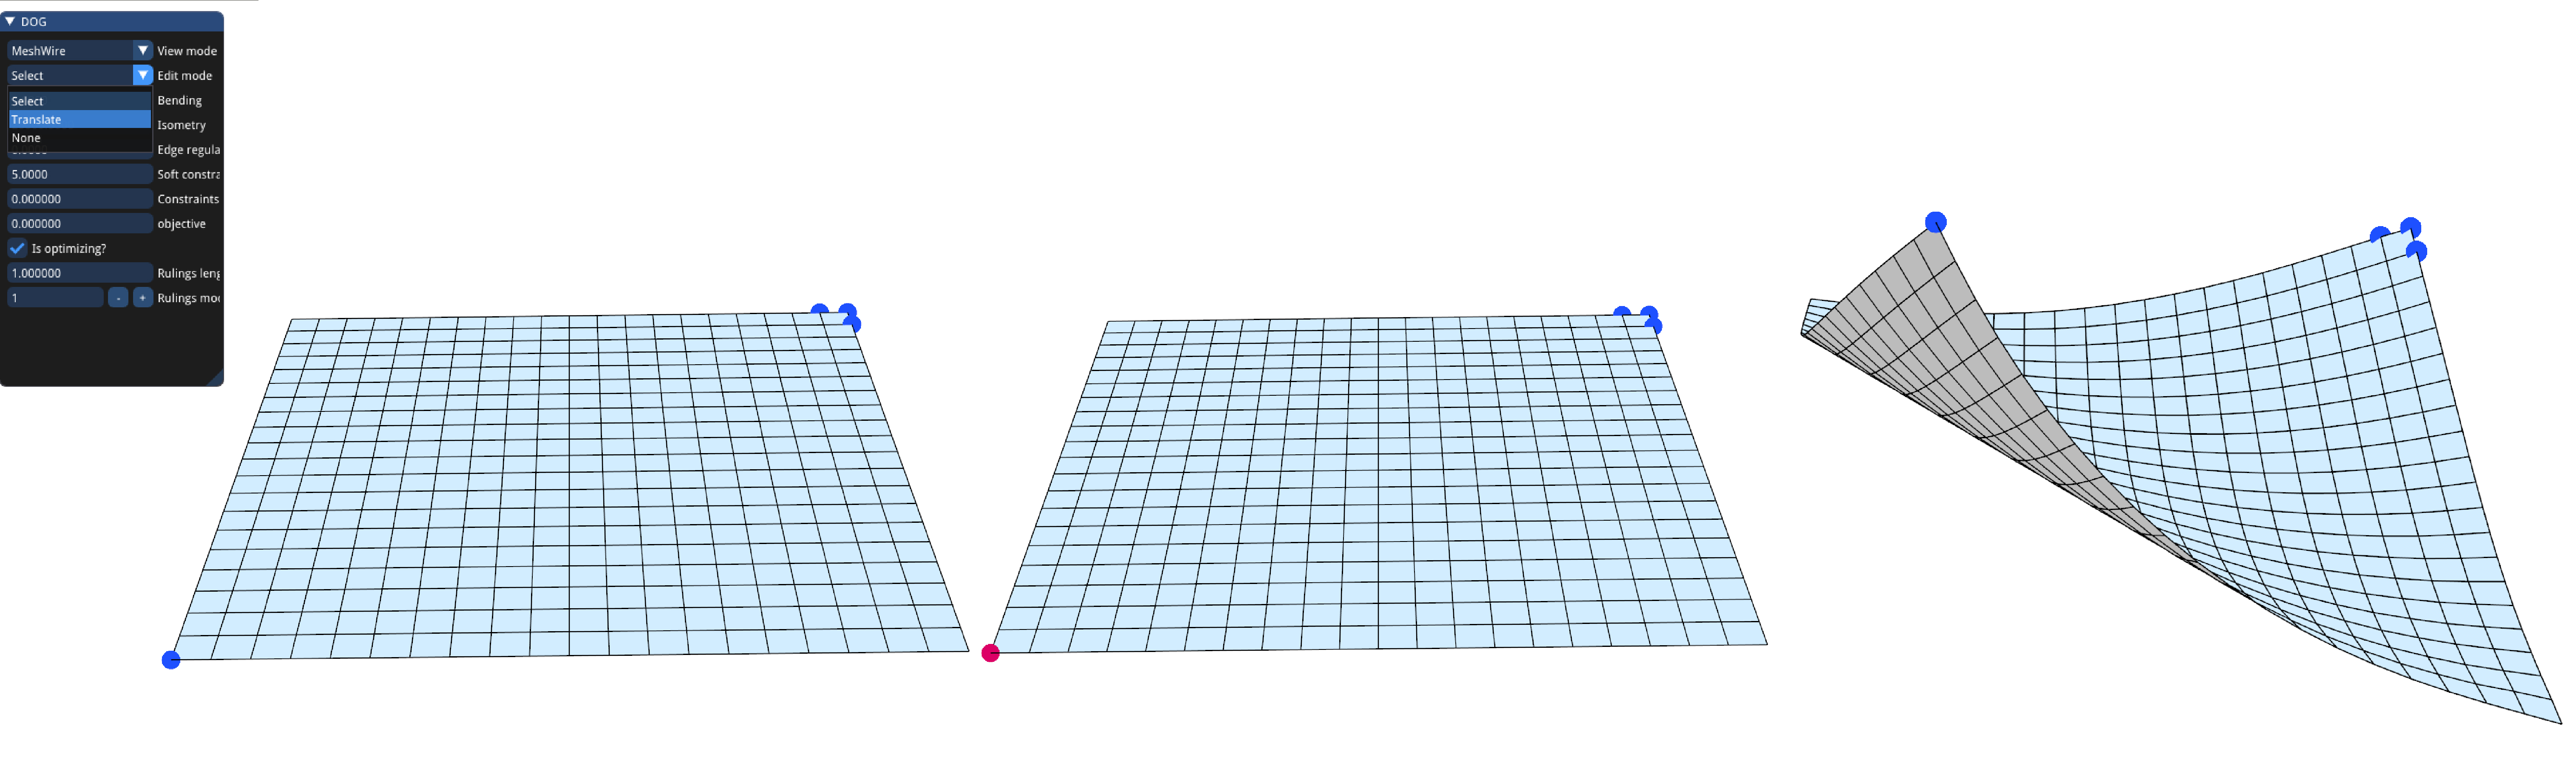 DOG
MeshWire View mode
Select Edit mode
Select Bending
Translate
Isometry
None
Edge regula
5.0000 Soft constra
0.000000 Constraints
0.000000 objective
Is optimizing?
1.000000 Rulings leng
1 - + Rulings mod